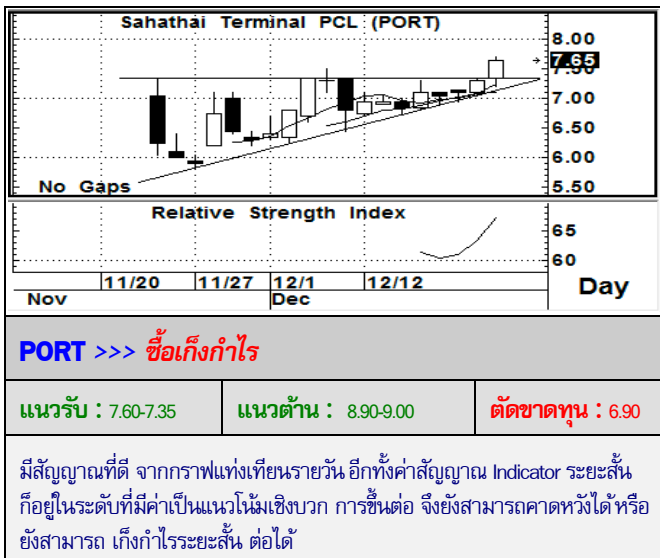 Sahathai Terminal PCL (PORT)
8.00
7.65
7.50
7.00
6.50
6.00
No Gaps
5.50
Relative Strength Index
65
60
11/20 11/27 12/1 12/12
Nov Dec
Day
PORT >>> ซื้อเก็งกำไร
แนวรับ : 7.60-7.35
แนวต้าน : 8.90-9.00
ตัดขาดทุน : 6.90
มีสัญญาณที่ดี จากกราฟแท่งเทียนรายวัน อีกทั้งค่าสัญญาณ Indicator ระยะสั้น
ก็อยู่ในระดับที่มีค่าเป็นแนวโน้มเชิงบวก การขึ้นต่อ จึงยังสามารถคาดหวังได้ หรือ
ยังสามารถ เก็งกำไรระยะสั้น ต่อได้